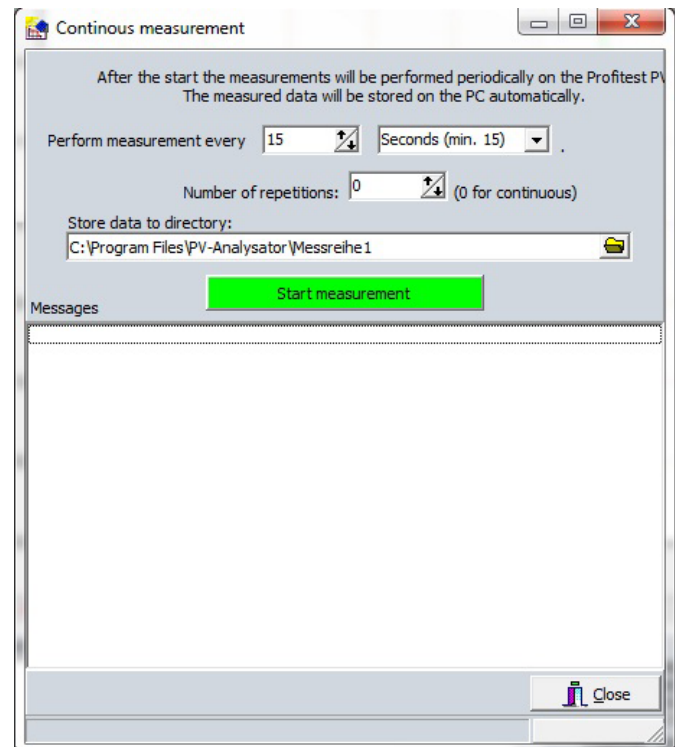 Continous measurement
After the start the measurements will be performed periodically on the Profitest PV
The measured data will be stored on the PC automatically.
Perform measurement every 15 Seconds (min. 15) .
Number of repetitions: 0 (0 for continuous)
Store data to directory:
C:\Program Files\PV-Analysator\Messreihe1
Start measurement
Messages
Close